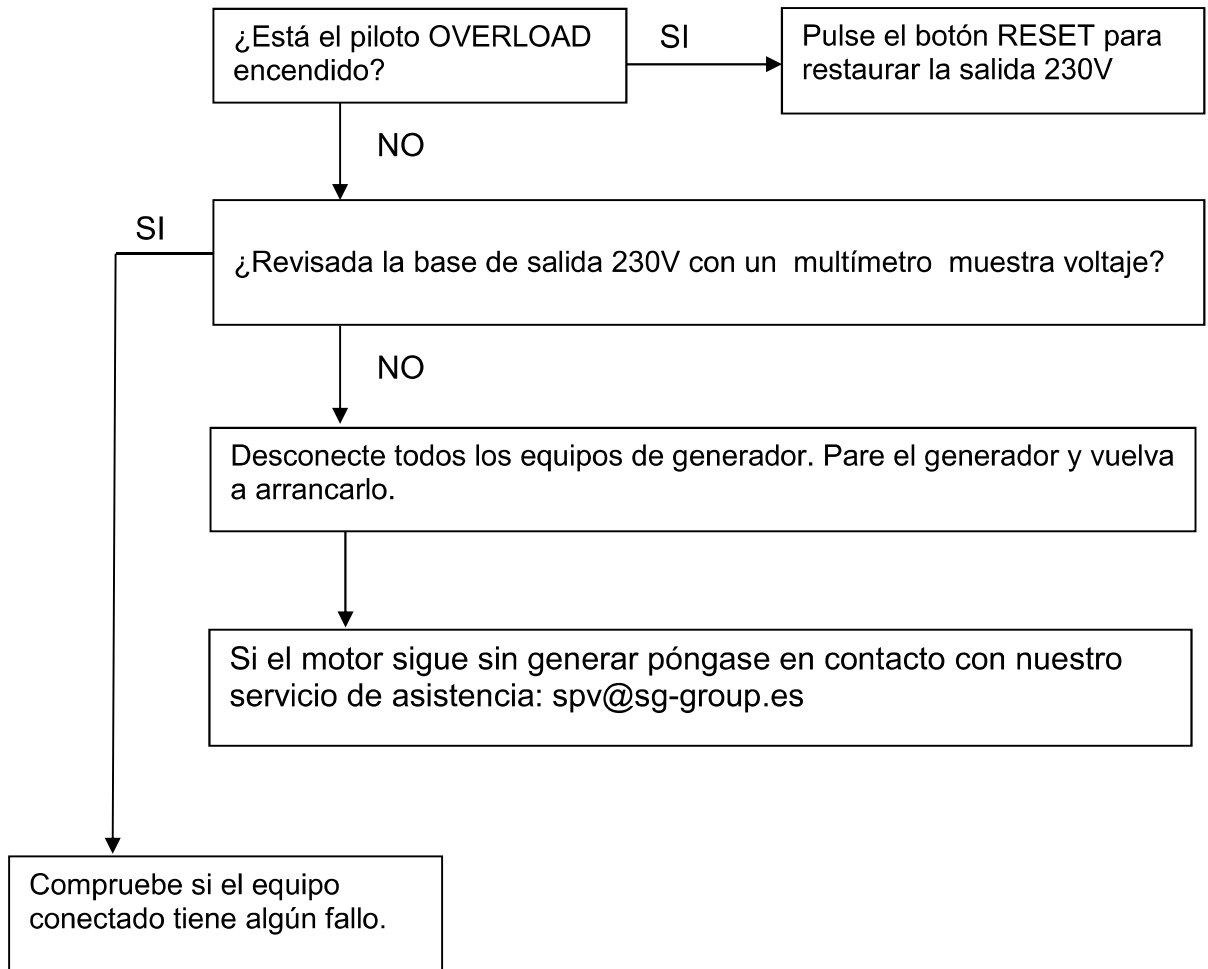 ¿Está el piloto OVERLOAD
encendido?
SI
Pulse el botón RESET para
restaurar la salida 230V
NO
SI
¿Revisada la base de salida 230V con un multímetro muestra voltaje?
NO
Desconecte todos los equipos de generador. Pare el generador y vuelva
a arrancarlo.
Si el motor sigue sin generar póngase en contacto con nuestro
servicio de asistencia: spv@sg-group.es
Compruebe si el equipo
conectado tiene algún fallo.